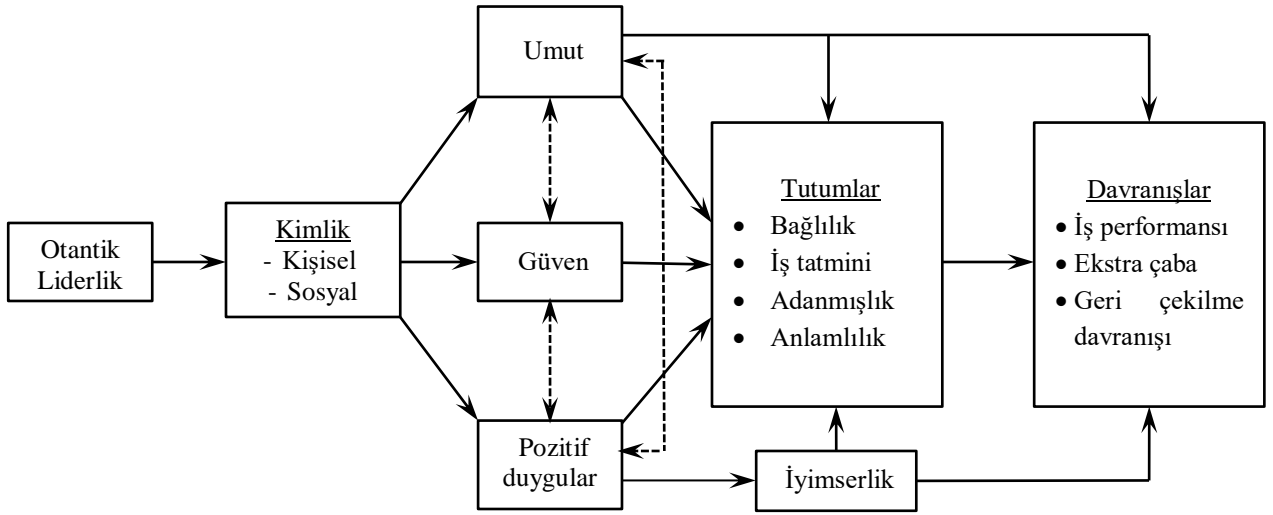 Otantik
Liderlik
Kimlik
- Kişisel
- Sosyal
Umut
Güven
Pozitif
duygular
Tutumlar
• Bağlılık
• İş tatmini
• Adanmışlık
• Anlamlılık
İyimserlik
Davranışlar
• İş performansı
• Ekstra çaba
• Geri çekilme
davranışı